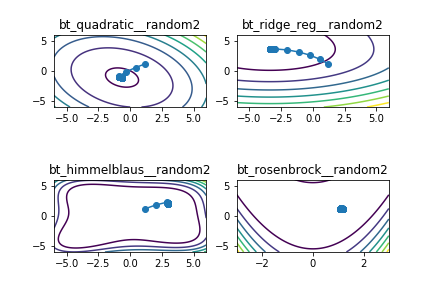 bt_quadratic__random2
bt_ridge_reg__random2
5
0
−5
−5.0 −2.5 0.0 2.5 5.0
5
0
−5
−5.0 −2.5 0.0 2.5 5.0
bt_himmelblaus__random2
bt_rosenbrock__random2
5
0
−5
−5.0 −2.5 0.0 2.5 5.0
5
0
−5
−2 0 2